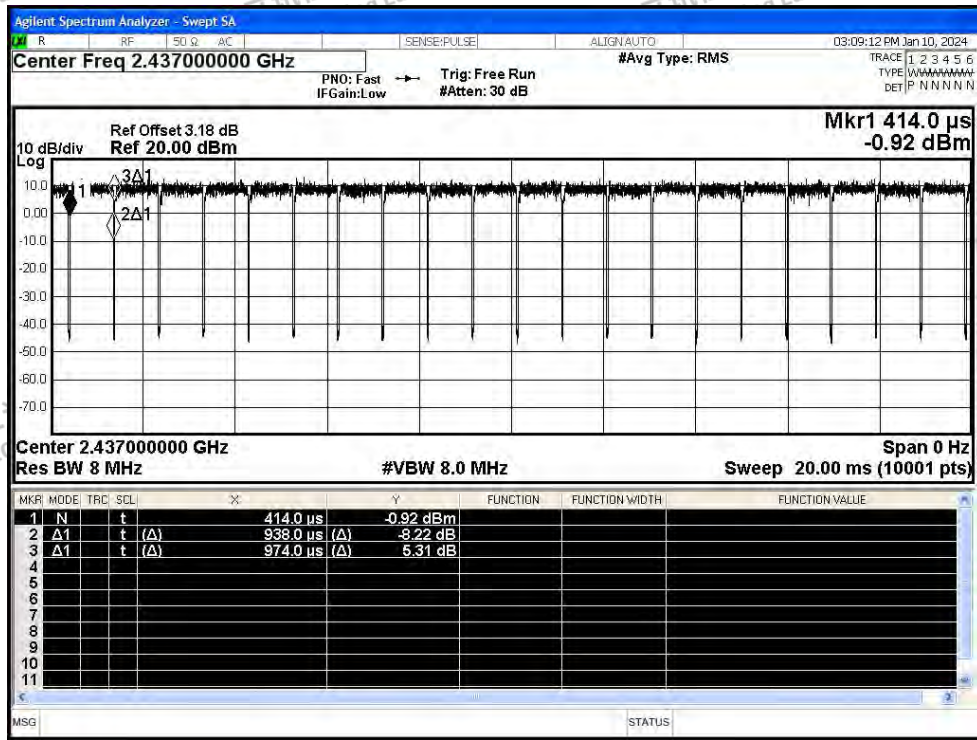 Agilent Spectrum Analyzer - Swept SA
LXI R RF 50 Ω AC SENSE:PULSE ALIGN AUTO 03:09:12 PM Jan 10, 2024
Center Freq 2.437000000 GHz #Avg Type: RMS TRACE 1 2 3 4 5 6
PNO: Fast Trig: Free Run TYPE WWWWWW
IFGain:Low #Atten: 30 dB DET P N N N N N
Mkr1 414.0 µs
Ref Offset 3.18 dB
10 dB/div Ref 20.00 dBm -0.92 dBm
Log
10.0
1
3Δ1
0.00
2Δ1
-10.0
-20.0
-30.0
-40.0
-50.0
-60.0
-70.0
Center 2.437000000 GHz Span 0 Hz
Res BW 8 MHz #VBW 8.0 MHz Sweep 20.00 ms (10001 pts)
MKR MODE TRC SCL X Y FUNCTION FUNCTION WIDTH FUNCTION VALUE
1 N t 414.0 µs -0.92 dBm
2 Δ1 t (Δ) 938.0 µs (Δ) -8.22 dB
3 Δ1 t (Δ) 974.0 µs (Δ) 5.31 dB
4
5
6
7
8
9
10
11
MSG STATUS